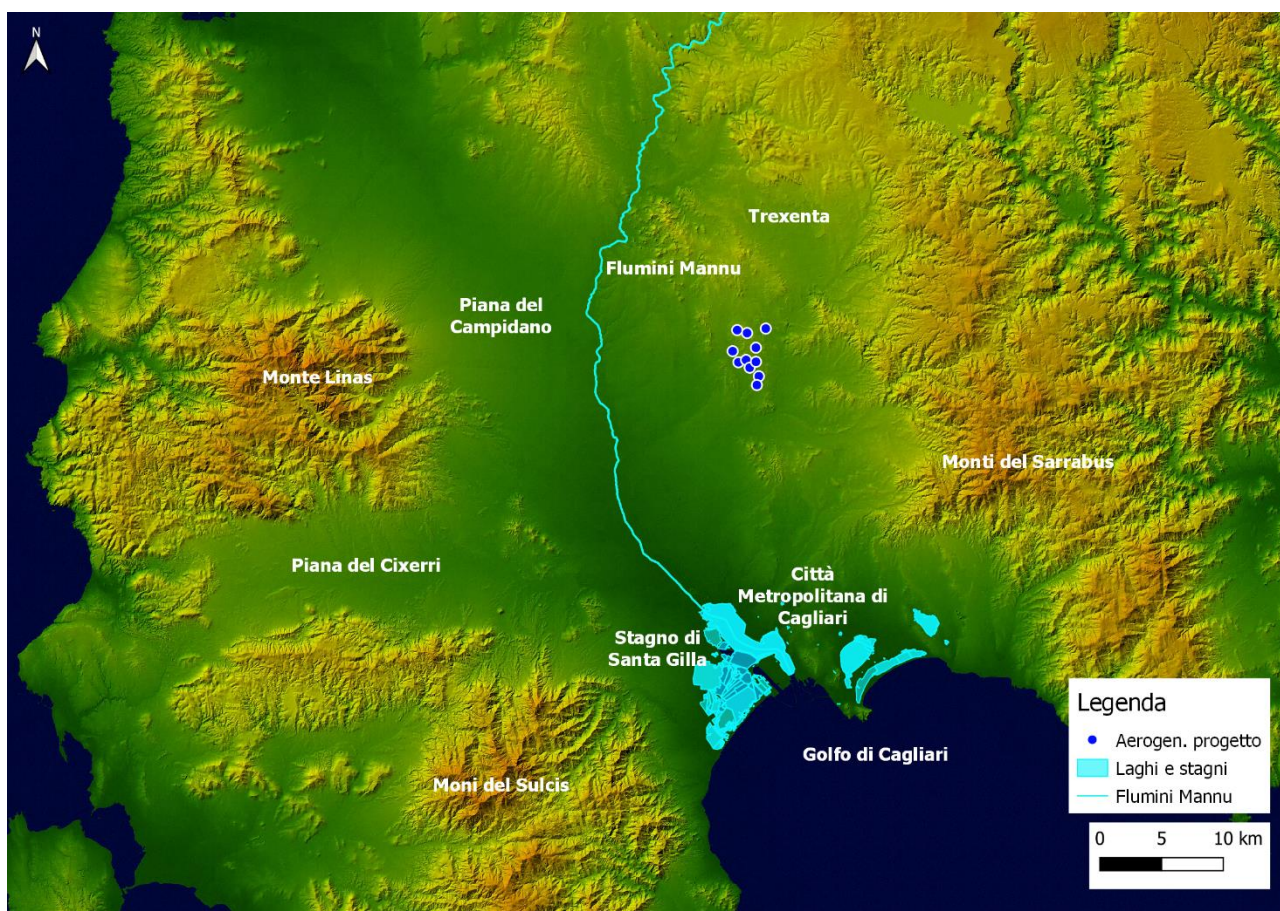 N
Trexenta
Flumini Mannu
Piana del
Campidano
Monte Linas
Monti del Sarrabus
Piana del Cixerri
Città
Metropolitana di
Cagliari
Stagno di
Santa Gilla
Golfo di Cagliari
Moni del Sulcis
Legenda
Aerogen. progetto
Laghi e stagni
Flumini Mannu
0 5 10 km